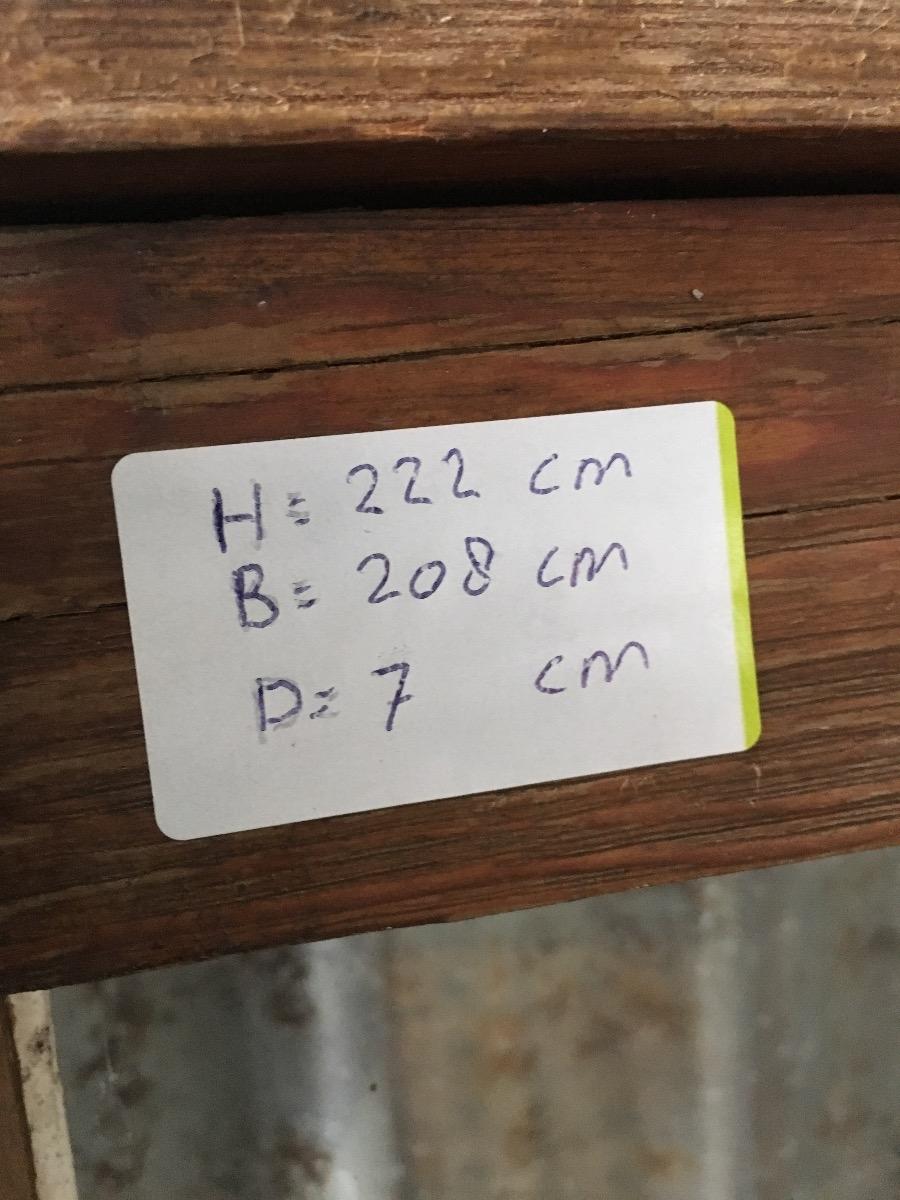 H = 222 cm
B = 208 cm
D = 7 cm